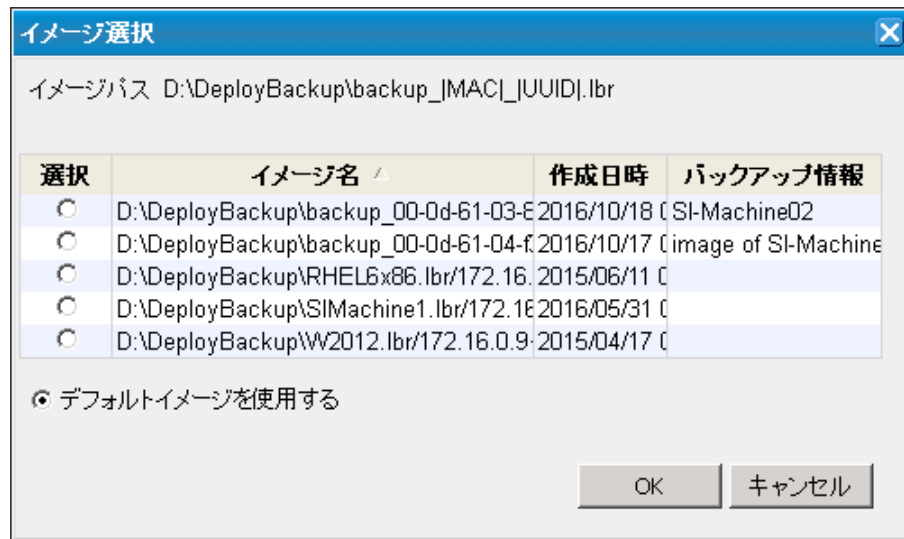 イメージ選択
イメージパス D:\DeployBackup\backup_|MAC|_|UUID|.lbr
選択 イメージ名 作成日時 バックアップ情報
D:\DeployBackup\backup_00-0d-61-03- 2016/10/18 SI-Machine02
D:\DeployBackup\backup_00-0d-61-04- 2016/10/17 image of SI-Machine
D:\DeployBackup\RHEL6x86.lbr/172.16. 2015/06/11
D:\DeployBackup\SIMachine1.lbr/172.16 2016/05/31
D:\DeployBackup\W2012.lbr/172.16.0.9- 2015/04/17
デフォルトイメージを使用する
OK キャンセル